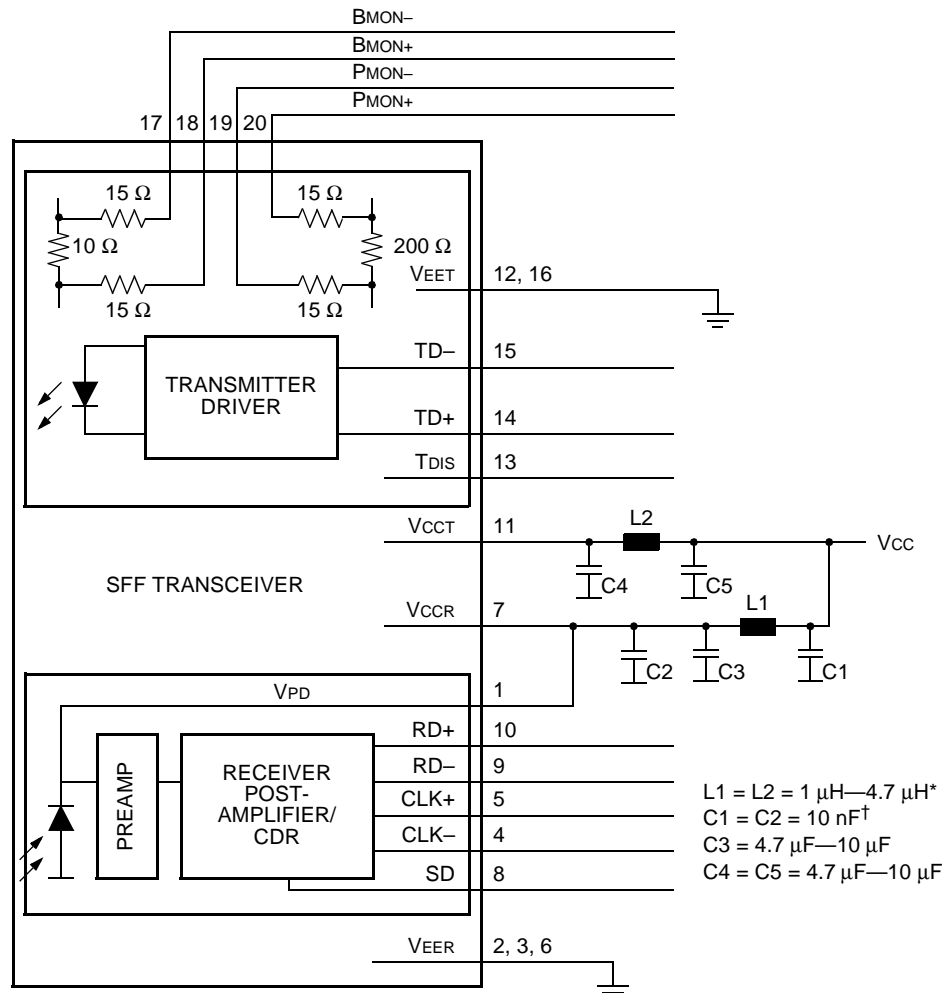 BMON–
BMON+
PMON–
PMON+
17 18 19 20
15 Ω 15 Ω
10 Ω 200 Ω
15 Ω 15 Ω
VEET 12, 16
TD– 15
TRANSMITTER
DRIVER
TD+ 14
TDIS 13
VCCT 11 L2 VCC
C4 C5
SFF TRANSCEIVER
VCCR 7 L1
C2 C3 C1
VPD 1
RD+ 10
RD– 9
CLK+ 5
CLK– 4
SD 8
PREAMP
RECEIVER
POST-
AMPLIFIER/
CDR
L1 = L2 = 1 μH—4.7 μH*
C1 = C2 = 10 nF†
C3 = 4.7 μF—10 μF
C4 = C5 = 4.7 μF—10 μF
VEER 2, 3, 6